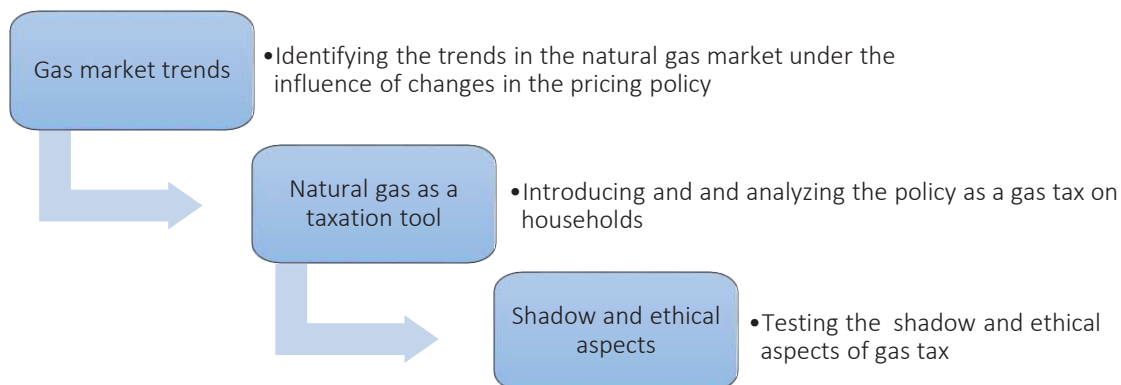 Gas market trends
•Identifying the trends in the natural gas market under the
influence of changes in the pricing policy
Natural gas as a
taxation tool
•Introducing and and analyzing the policy as a gas tax on
households
Shadow and ethical
aspects
•Testing the  shadow and ethical
aspects of gas tax